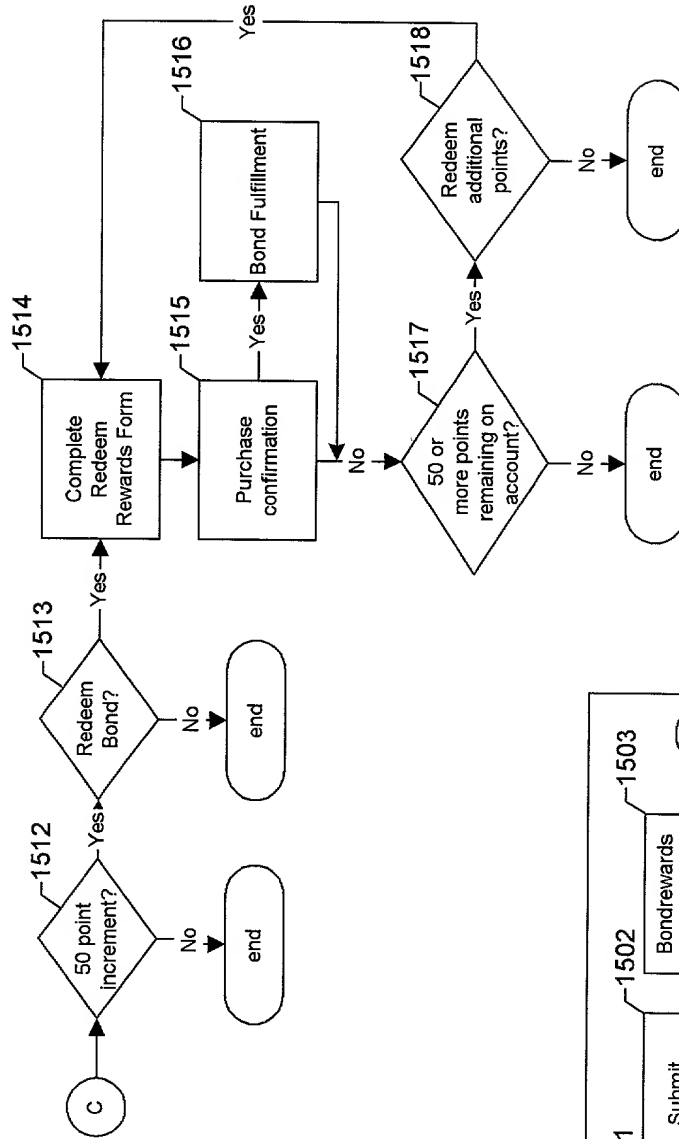 C
1512
50 point
increment?
Yes
No
end
1513
Redeem
Bond?
Yes
No
end
1514
Complete
Redeem
Rewards Form
1515
Purchase
confirmation
Yes
1516
Bond Fulfillment
No
1517
50 or
more points
remaining on
account?
Yes
No
end
1518
Redeem
additional
points?
Yes
No
end
1502
Submit
1503
Bondrewards